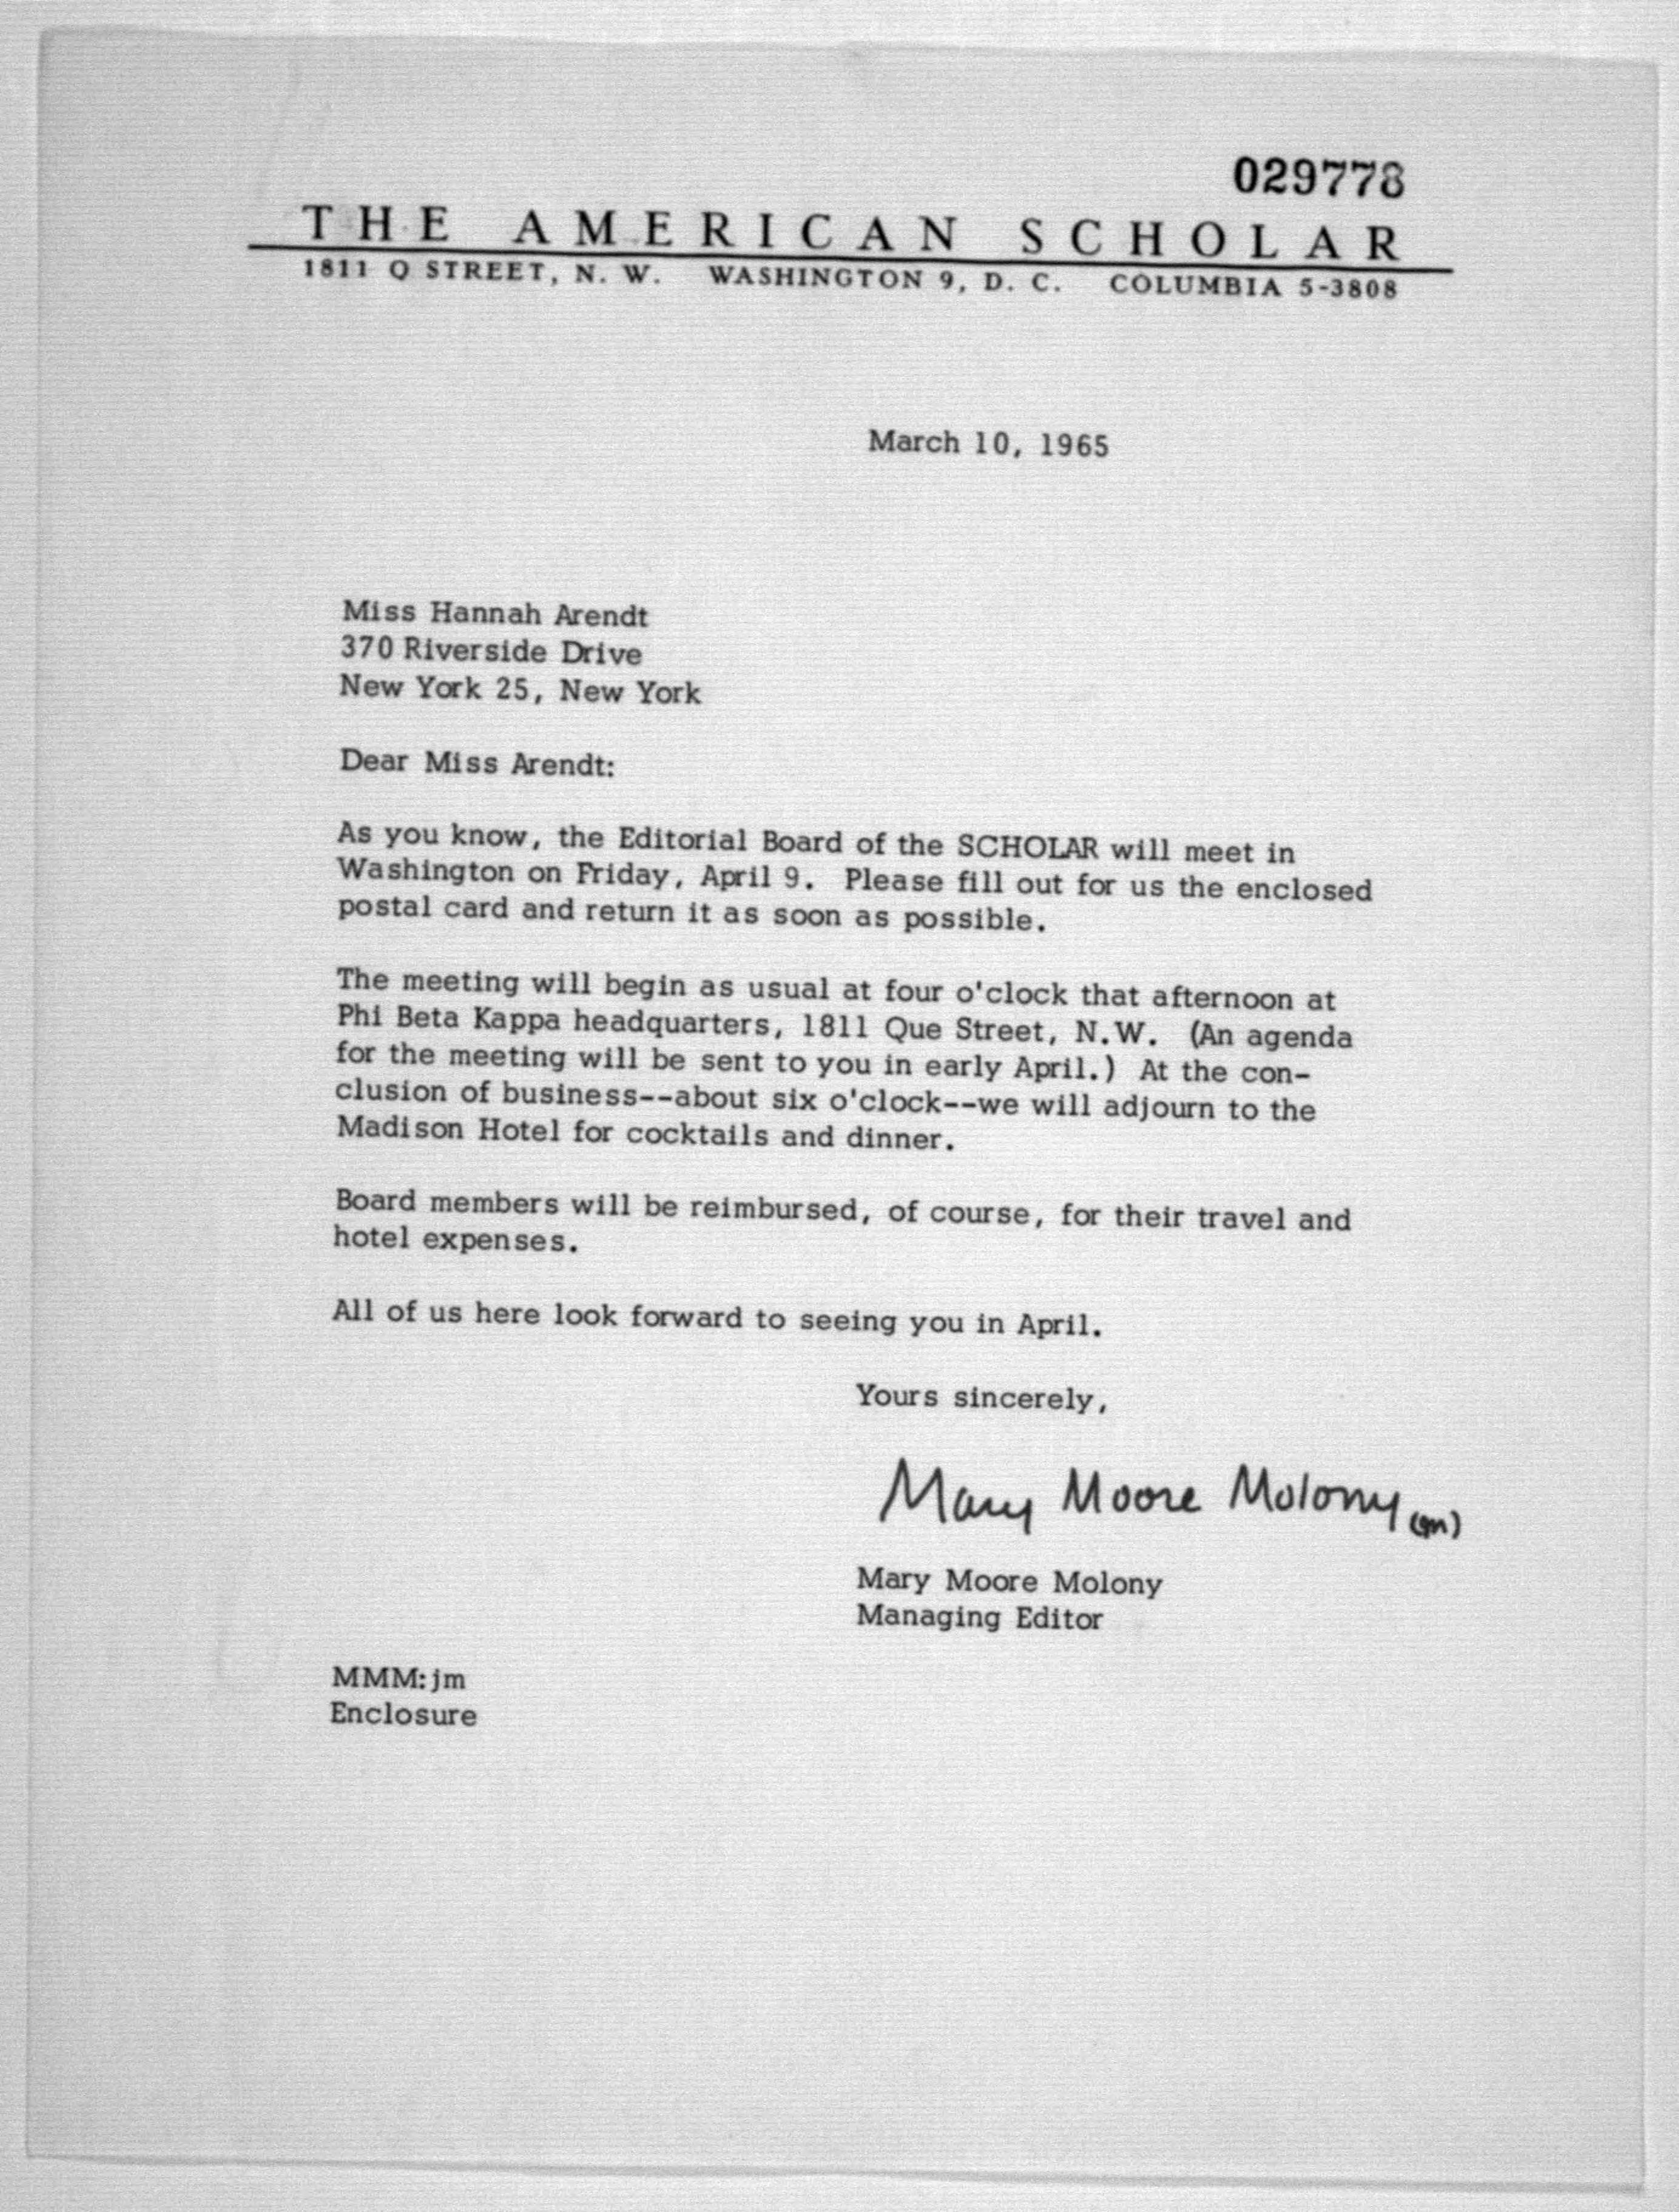 029778
THE AMERICAN SCHOLAR
1811 Q STREET, N. W. WASHINGTON 9, D. C. COLUMBIA 5-3808
March 10, 1965
Miss Hannah Arendt
370 Riverside Drive
New York 25, New York
Dear Miss Arendt:
As you know, the Editorial Board of the SCHOLAR will meet in
Washington on Friday, April 9. Please fill out for us the enclosed
postal card and return it as soon as possible.
The meeting will begin as usual at four o'clock that afternoon at
Phi Beta Kappa headquarters, 1811 Que Street, N.W. (An agenda
for the meeting will be sent to you in early April.) At the con-
clusion of business--about six o'clock--we will adjourn to the
Madison Hotel for cocktails and dinner.
Board members will be reimbursed, of course, for their travel and
hotel expenses.
All of us here look forward to seeing you in April.
Yours sincerely,
Mary Moore Molony
Mary Moore Molony
Managing Editor
MMM:jm
Enclosure